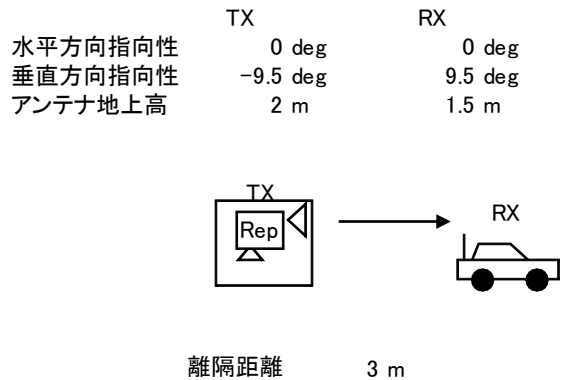 TX RX
水平方向指向性 0 deg 0 deg
垂直方向指向性 -9.5 deg 9.5 deg
アンテナ地上高 2 m 1.5 m
TX
Rep
RX
離隔距離 3 m